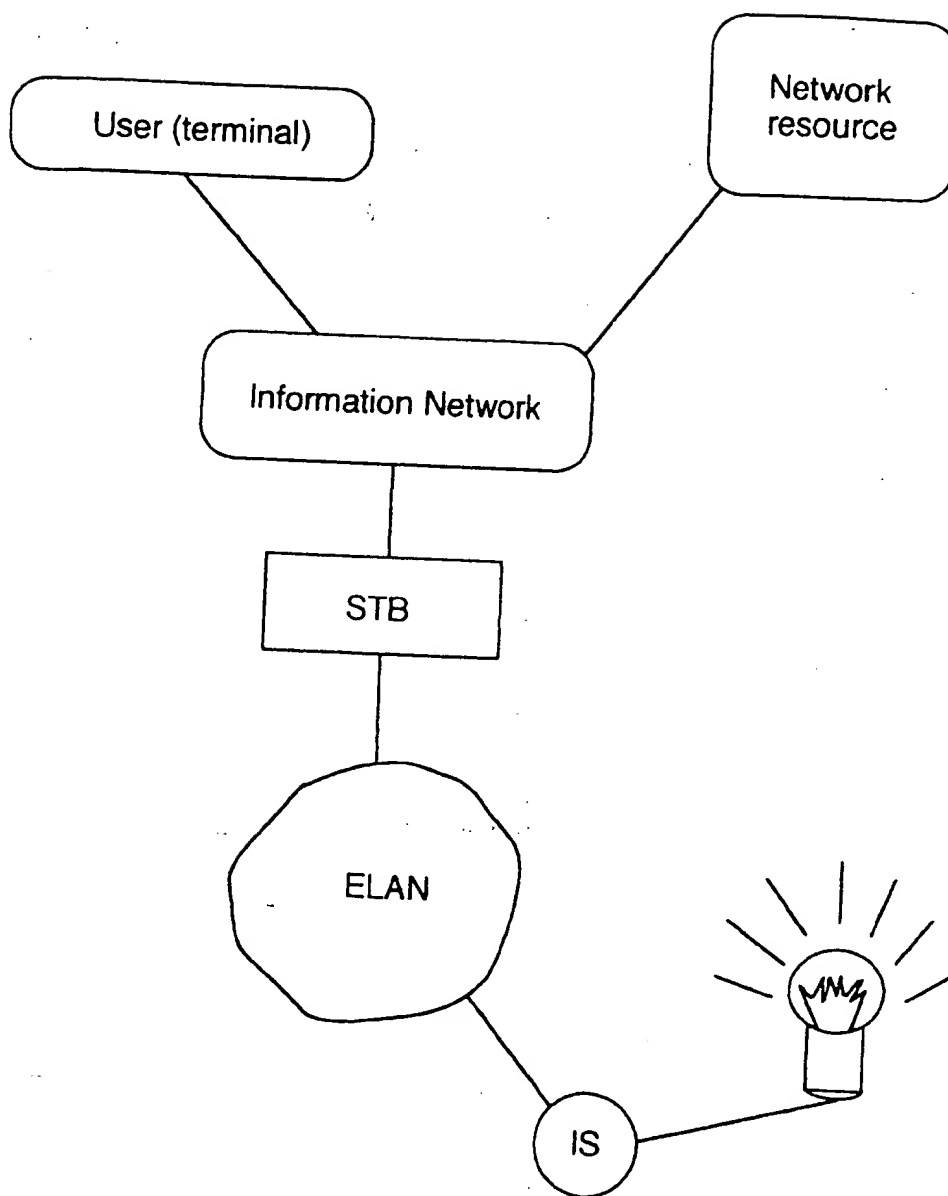 User (terminal)
Network
resource
Information Network
STB
ELAN
IS